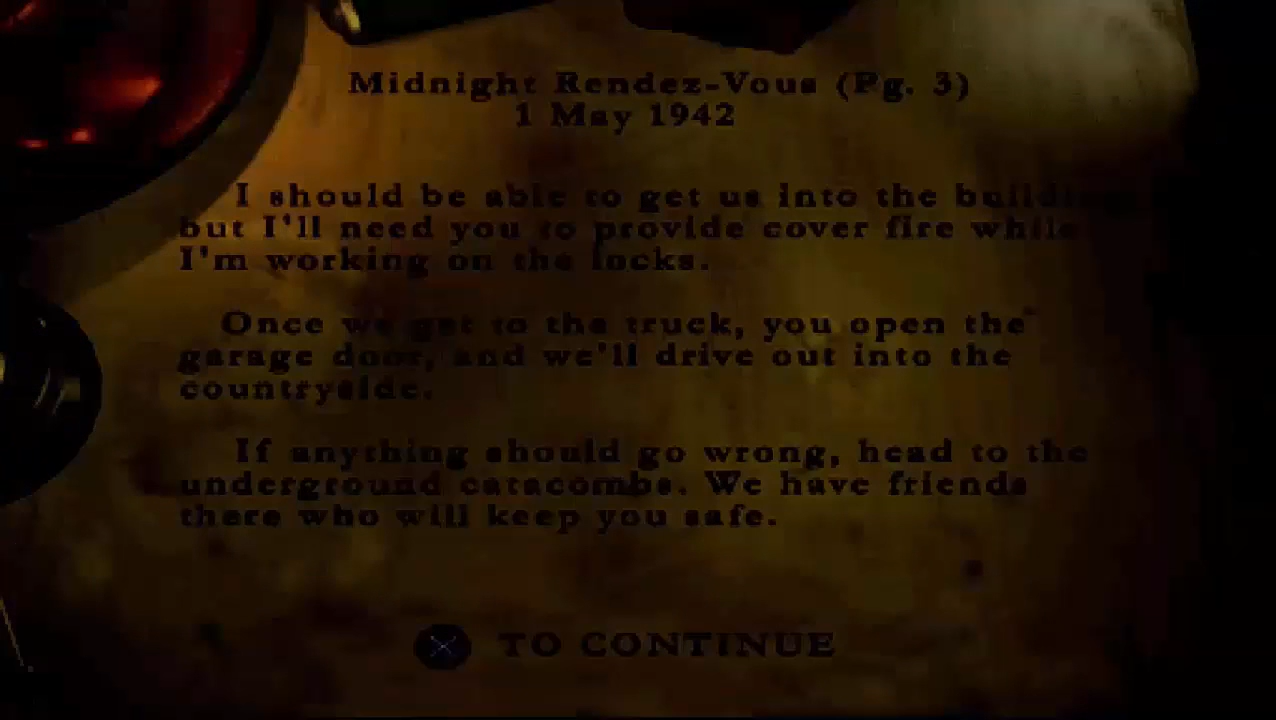 Midnight Rendez-Vous (Pg. 3)
1 May 1942
I should be able to get us into the building
but I'll need you to provide cover fire while
I'm working on the locks.
Once we get to the truck, you open the
garage door, and we'll drive out into the
countryside.
If anything should go wrong, head to the
underground catacombs. We have friends
there who will keep you safe.
TO CONTINUE